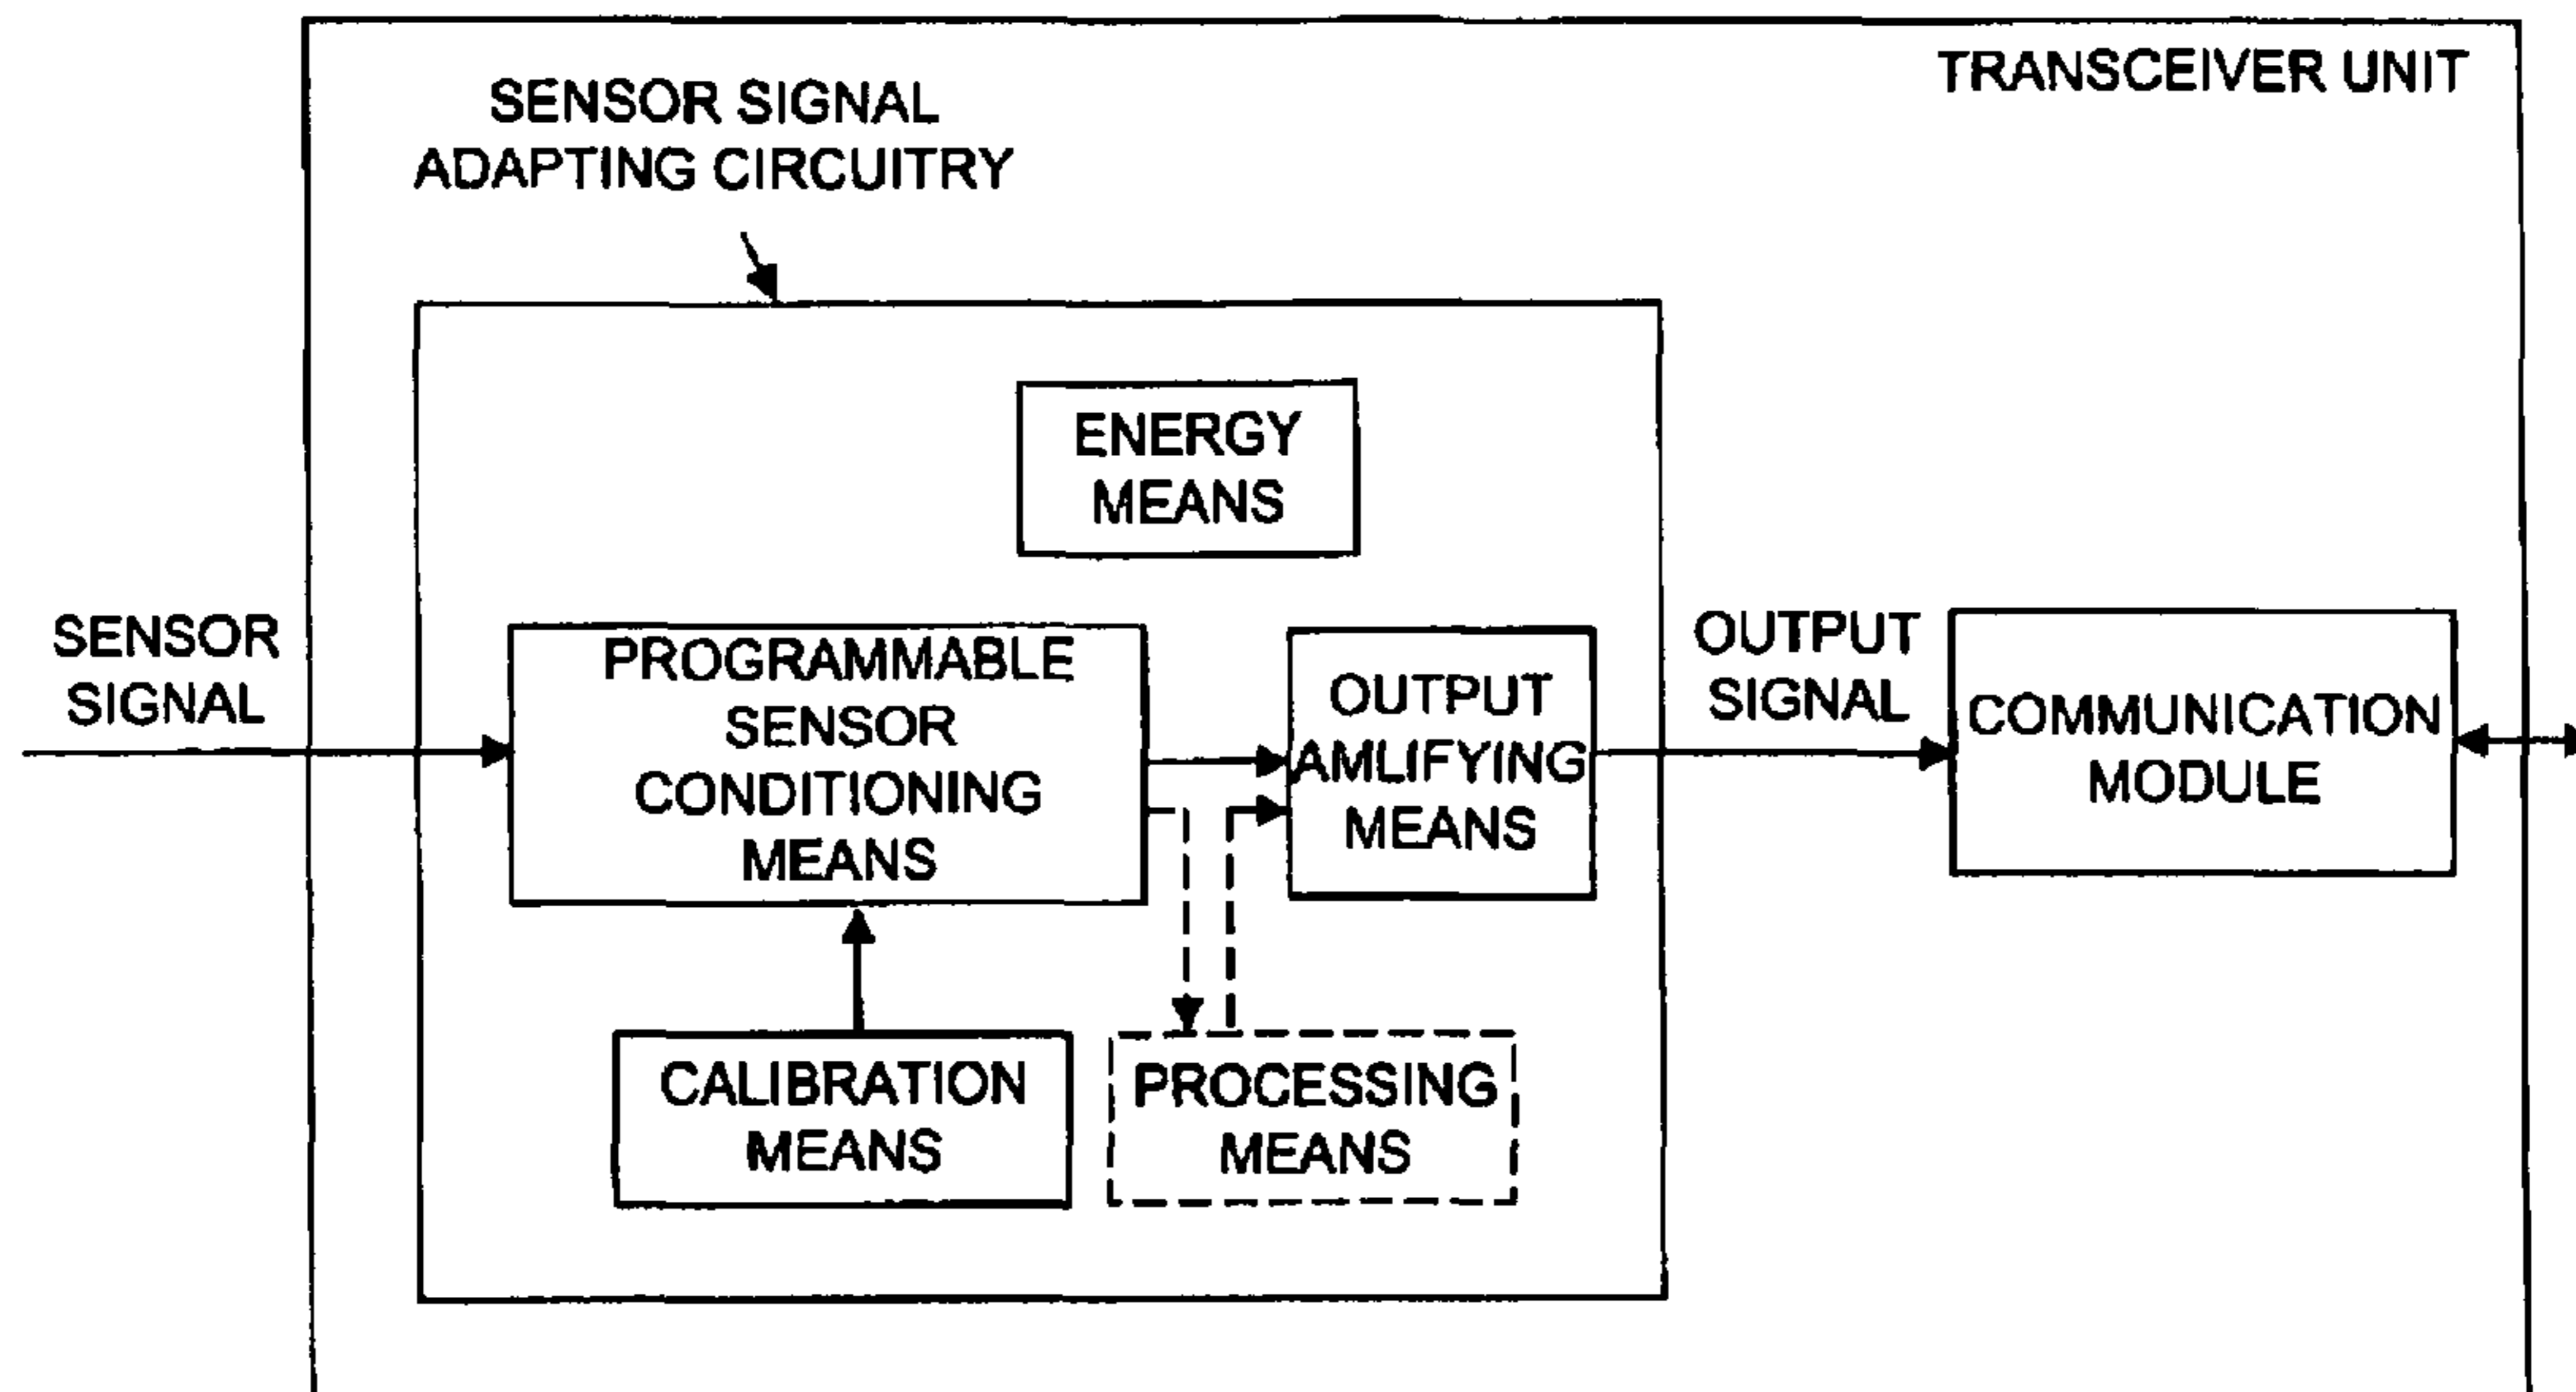 TRANSCEIVER UNIT
SENSOR SIGNAL
ADAPTING CIRCUITRY
ENERGY
MEANS
SENSOR
SIGNAL
PROGRAMMABLE
SENSOR
CONDITIONING
MEANS
OUTPUT
AMLIFYING
MEANS
OUTPUT
SIGNAL
COMMUNICATION
MODULE
CALIBRATION
MEANS
PROCESSING
MEANS